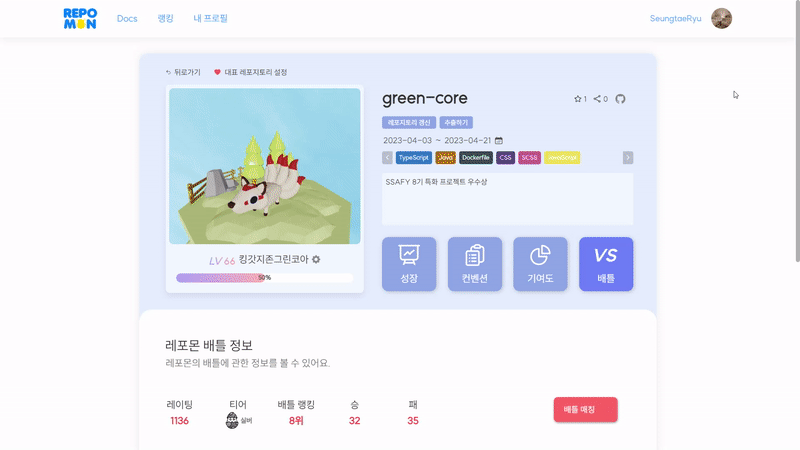 REPO
MON
Docs
랭킹
내 프로필
SeungtaeRyu
뒤로가기
대표 레포지토리 설정
green-core
1
0
레포지토리 갱신
추출하기
2023-04-03 ~ 2023-04-21
TypeScript
Java
Dockerfile
CSS
SCSS
JavaScript
SSAFY 8기 특화 프로젝트 우수상
LV 66 킹갓지존그린코아
50%
성장
컨벤션
기여도
VS
배틀
레포몬 배틀 정보
레포몬의 배틀에 관한 정보를 볼 수 있어요.
레이팅
티어
배틀 랭킹
승
패
1136
실버
8위
32
35
배틀 매칭